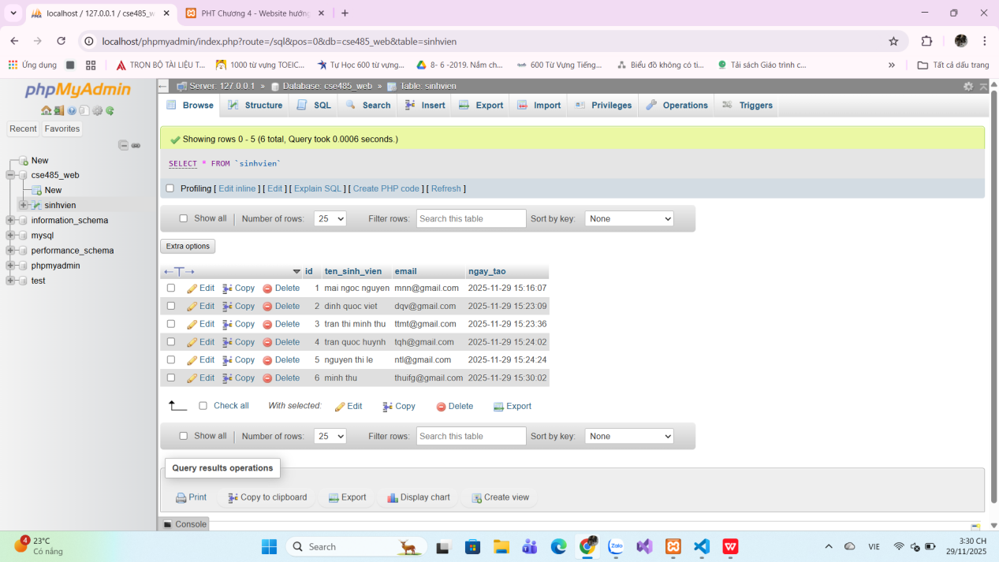 localhost / 127.0.0.1 / cse485_w
PHT Chương 4 - Website hướng
localhost/phpmyadmin/index.php?route=/sql&pos=0&db=cse485_web&table=sinhvien
Ứng dụng
TRỌN BỘ TÀI LIỆU T...
1000 từ vựng TOEIC...
Tự Học 600 từ vựng...
8- 6 -2019. Nắm ch...
600 Từ Vựng Tiếng...
Biểu đồ không có ti...
Tải sách Giáo trình c...
»
Tất cả dấu trang
phpMyAdmin
Recent Favorites
New
cse485_web
New
sinhvien
information_schema
mysql
performance_schema
phpmyadmin
test
Server: 127.0.0.1 » Database: cse485_web » Table: sinhvien
Browse Structure SQL Search Insert Export Import Privileges Operations Triggers
Showing rows 0 - 5 (6 total, Query took 0.0006 seconds.)
SELECT * FROM `sinhvien`
Profiling [ Edit inline ] [ Edit ] [ Explain SQL ] [ Create PHP code ] [ Refresh ]
Show all | Number of rows: 25 Filter rows: Search this table Sort by key: None
Extra options
←T→ id ten_sinh_vien email ngay_tao
Edit Copy Delete 1 mai ngoc nguyen mnn@gmail.com 2025-11-29 15:16:07
Edit Copy Delete 2 dinh quoc viet dqv@gmail.com 2025-11-29 15:23:09
Edit Copy Delete 3 tran thi minh thu ttmt@gmail.com 2025-11-29 15:23:36
Edit Copy Delete 4 tran quoc huynh tqh@gmail.com 2025-11-29 15:24:02
Edit Copy Delete 5 nguyen thi le ntl@gmail.com 2025-11-29 15:24:24
Edit Copy Delete 6 minh thu thuifg@gmail.com 2025-11-29 15:30:02
Check all With selected: Edit Copy Delete Export
Show all | Number of rows: 25 Filter rows: Search this table Sort by key: None
Query results operations
Print Copy to clipboard Export Display chart Create view
Console
4
23°C
Có nắng
Search
Zalo
VIE
3:30 CH
29/11/2025